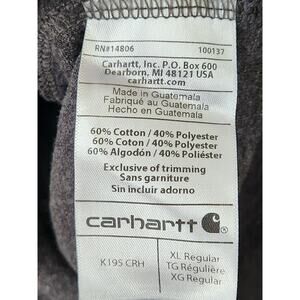 RN#14806 100137
Carhartt, Inc. P.O. Box 600
Dearborn, MI 48121 USA
carhartt.com
Made in Guatemala
Fabriqué au Guatemala
Hecho en Guatemala
60% Cotton / 40% Polyester
60% Coton / 40% Polyester
60% Algodón / 40% Poliéster
Exclusive of trimming
Sans garniture
Sin incluir adorno
carhartt
K195 CRH
XL Regular
TG Régulière
XG Regular